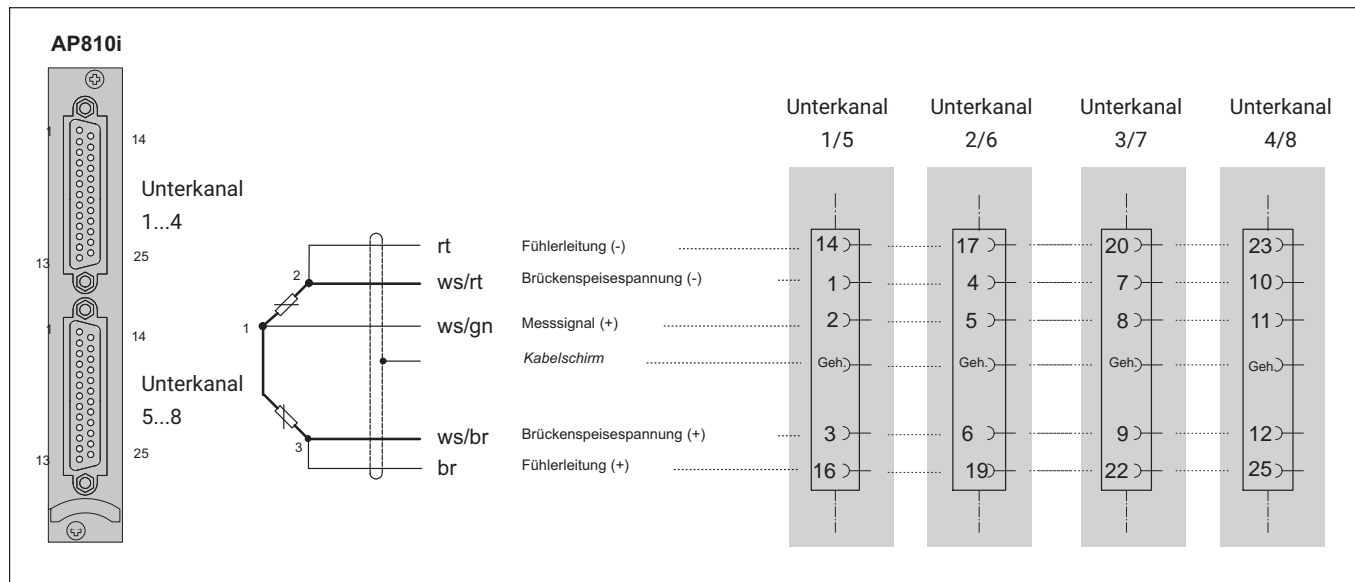 AP810i
1
14
Unterkanal
1...4
13
25
1
14
Unterkanal
5...8
13
25
Unterkanal Unterkanal Unterkanal Unterkanal
1/5 2/6 3/7 4/8
2
1
3
rt Fühlerleitung (-) 14 17 20 23
ws/rt Brückenspeisespannung (-) 1 4 7 10
ws/gn Messsignal (+) 2 5 8 11
Kabelschirm Geh. Geh. Geh. Geh.
ws/br Brückenspeisespannung (+) 3 6 9 12
br Fühlerleitung (+) 16 19 22 25